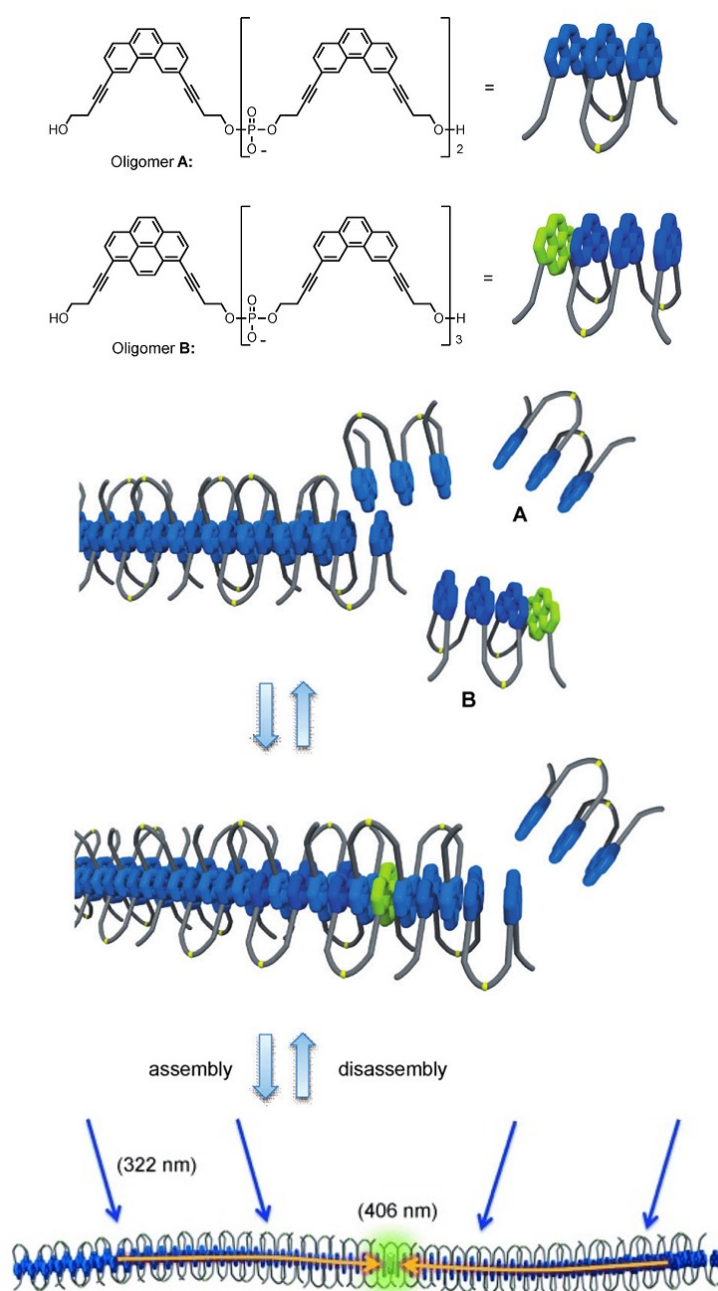 HO
O
P
O
O-
O
O
H
2
=
Oligomer A:
HO
O
P
O
O-
O
O
H
3
=
Oligomer B:
A
B
assembly
disassembly
(322 nm)
(406 nm)